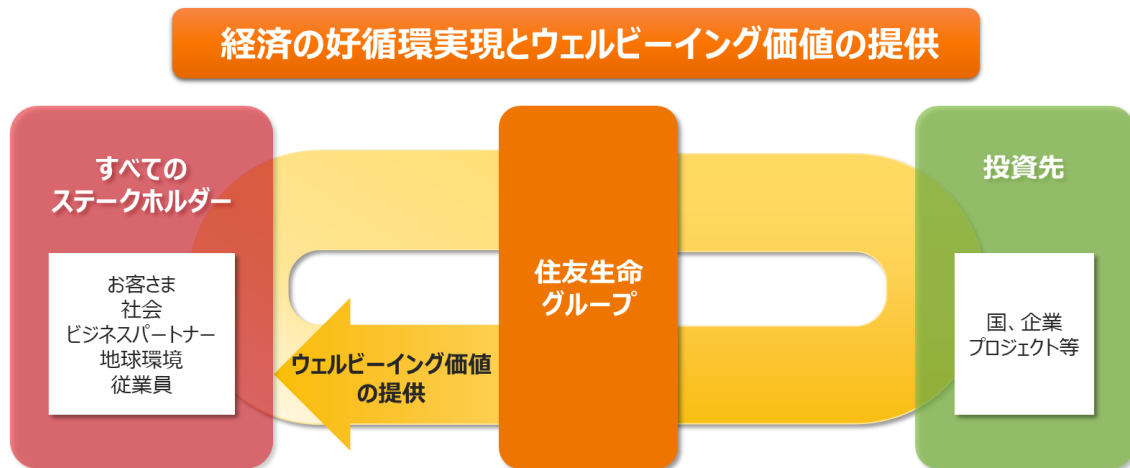 経済の好循環実現とウェルビーイング価値の提供
すべての
ステークホルダー
お客さま
社会
ビジネスパートナー
地球環境
従業員
ウェルビーイング価値
の提供
住友生命
グループ
投資先
国、企業
プロジェクト等